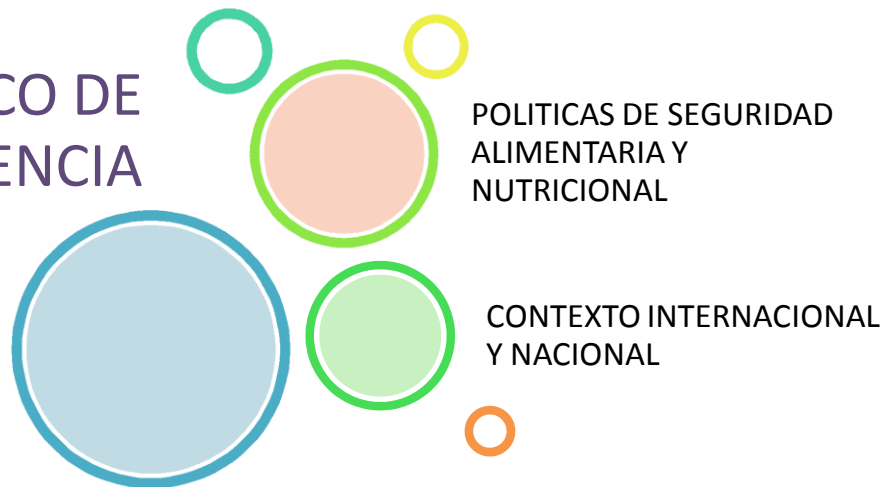 CO DE
ENCIA
POLITICAS DE SEGURIDAD
ALIMENTARIA Y
NUTRICIONAL
CONTEXTO INTERNACIONAL
Y NACIONAL